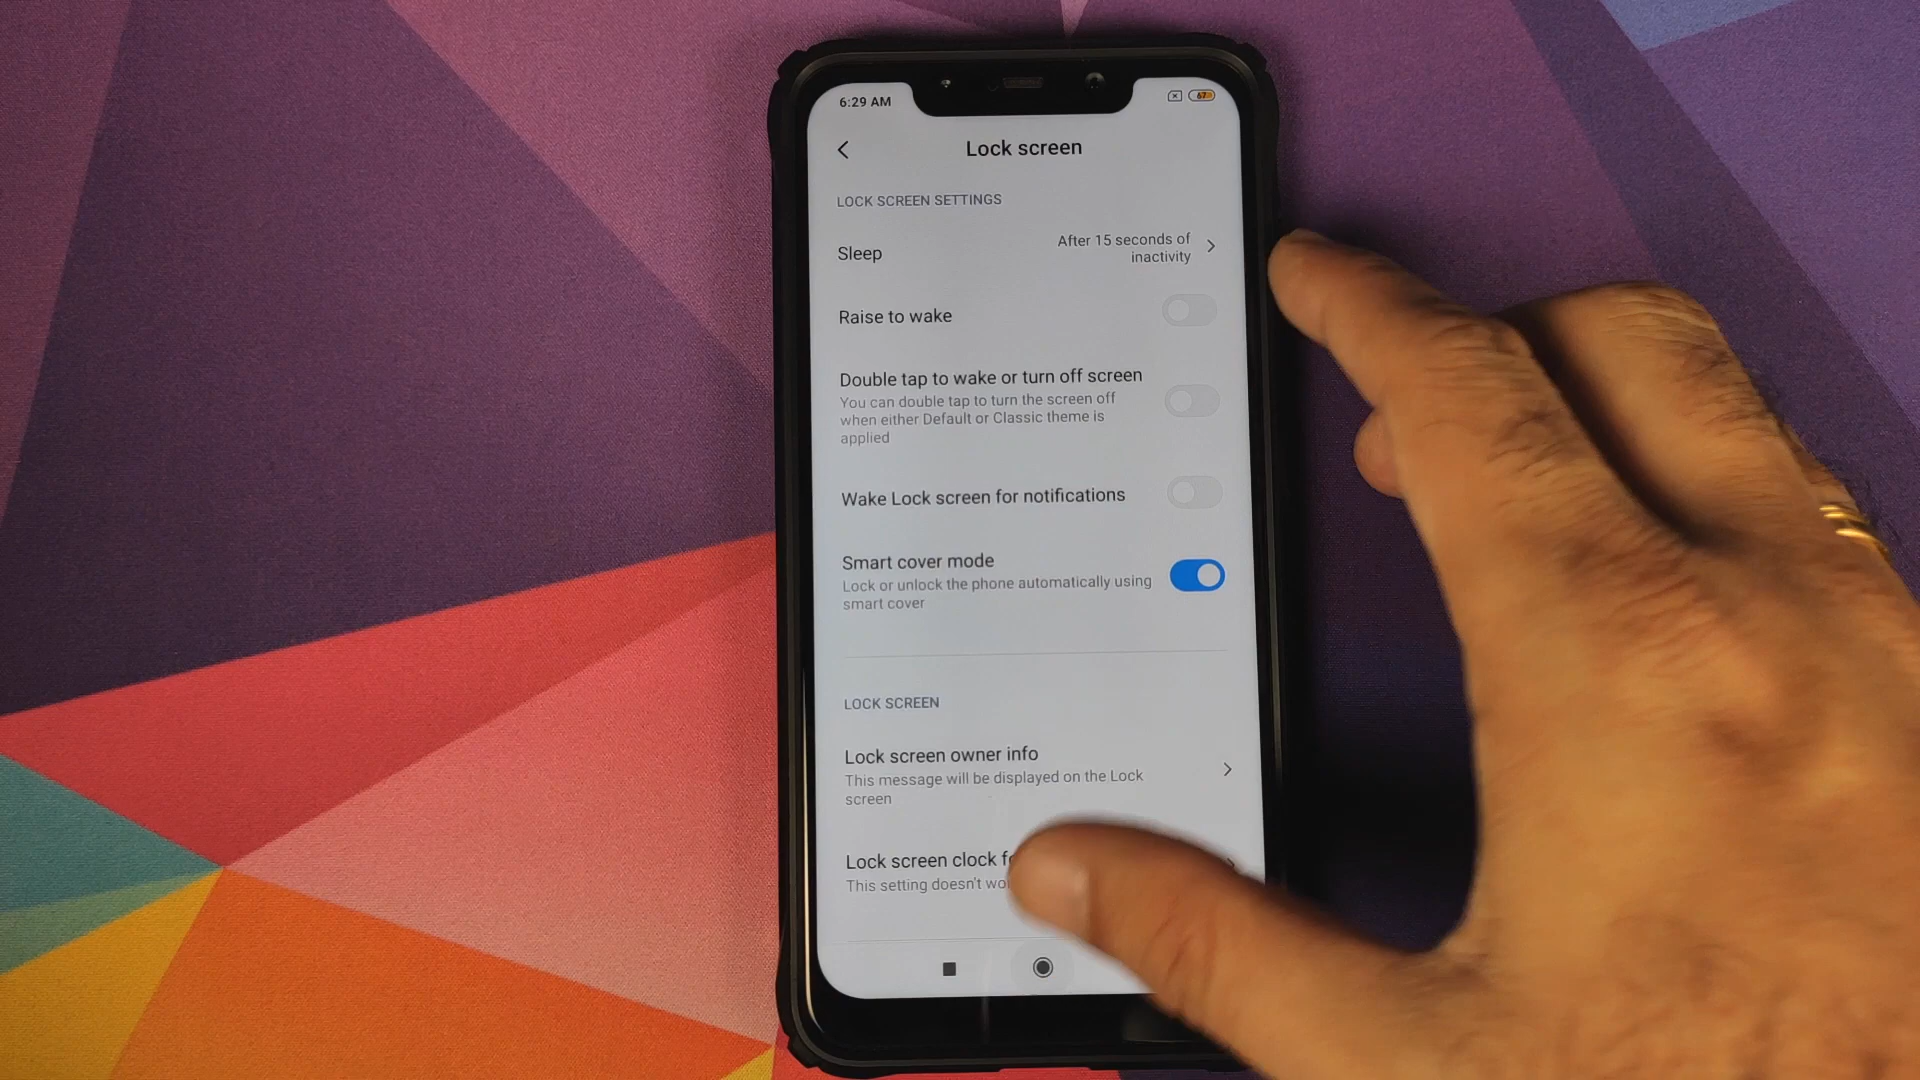 6:29 AM
67
Lock screen
LOCK SCREEN SETTINGS
Sleep
After 15 seconds of
inactivity
Raise to wake
Double tap to wake or turn off screen
You can double tap to turn the screen off
when either Default or Classic theme is
applied
Wake Lock screen for notifications
Smart cover mode
Lock or unlock the phone automatically using
smart cover
LOCK SCREEN
Lock screen owner info
This message will be displayed on the Lock
screen
Lock screen clock
This setting doesn't